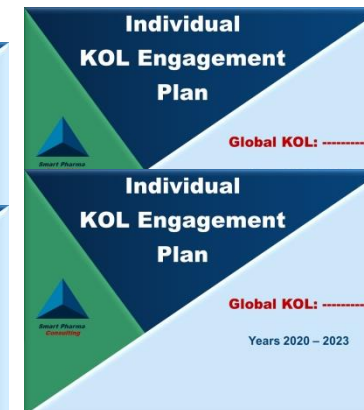 Individual
KOL Engagement
Plan
Global KOL: ---------
Smart Pharma
Individual
KOL Engagement
Plan
Global KOL: ---------
Smart Pharma
Consulting
Years 2020 – 2023